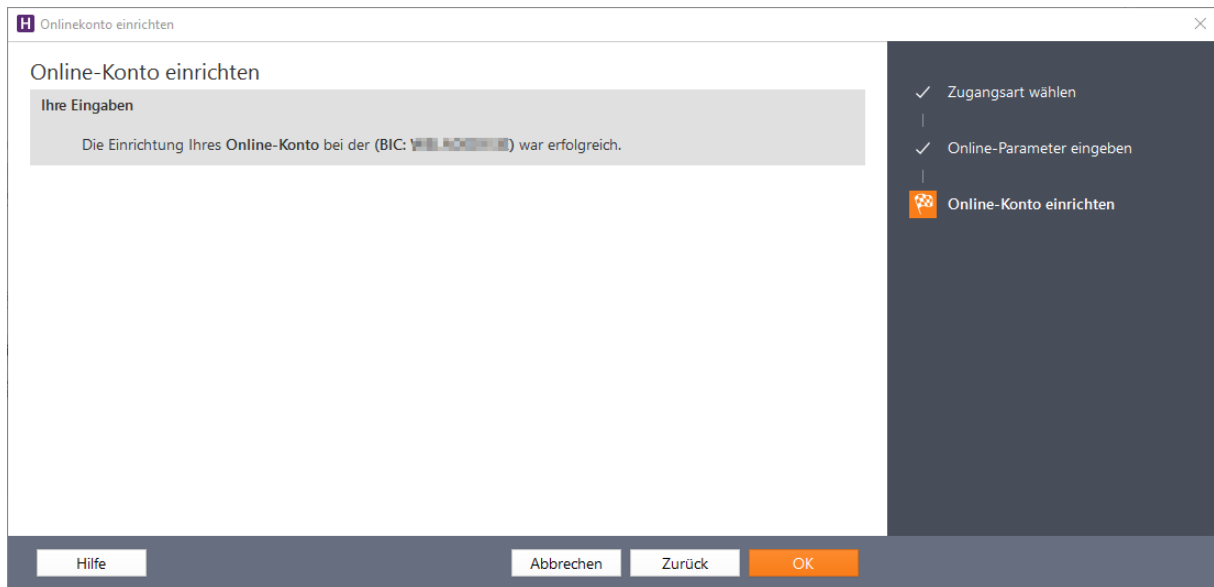 H Onlinekonto einrichten
Online-Konto einrichten
Ihre Eingaben
Die Einrichtung Ihres Online-Konto bei der (BIC: ) war erfolgreich.
Zugangsart wählen
Online-Parameter eingeben
Online-Konto einrichten
Hilfe
Abbrechen
Zurück
OK